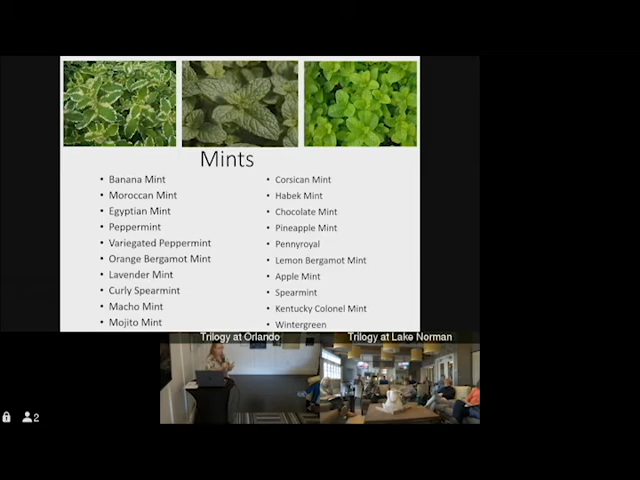 Mints
• Banana Mint
• Moroccan Mint
• Egyptian Mint
• Peppermint
• Variegated Peppermint
• Orange Bergamot Mint
• Lavender Mint
• Curly Spearmint
• Macho Mint
• Mojito Mint
• Corsican Mint
• Habek Mint
• Chocolate Mint
• Pineapple Mint
• Pennyroyal
• Lemon Bergamot Mint
• Apple Mint
• Spearmint
• Kentucky Colonel Mint
• Wintergreen
Trilogy at Orlando
Trilogy at Lake Norman
2